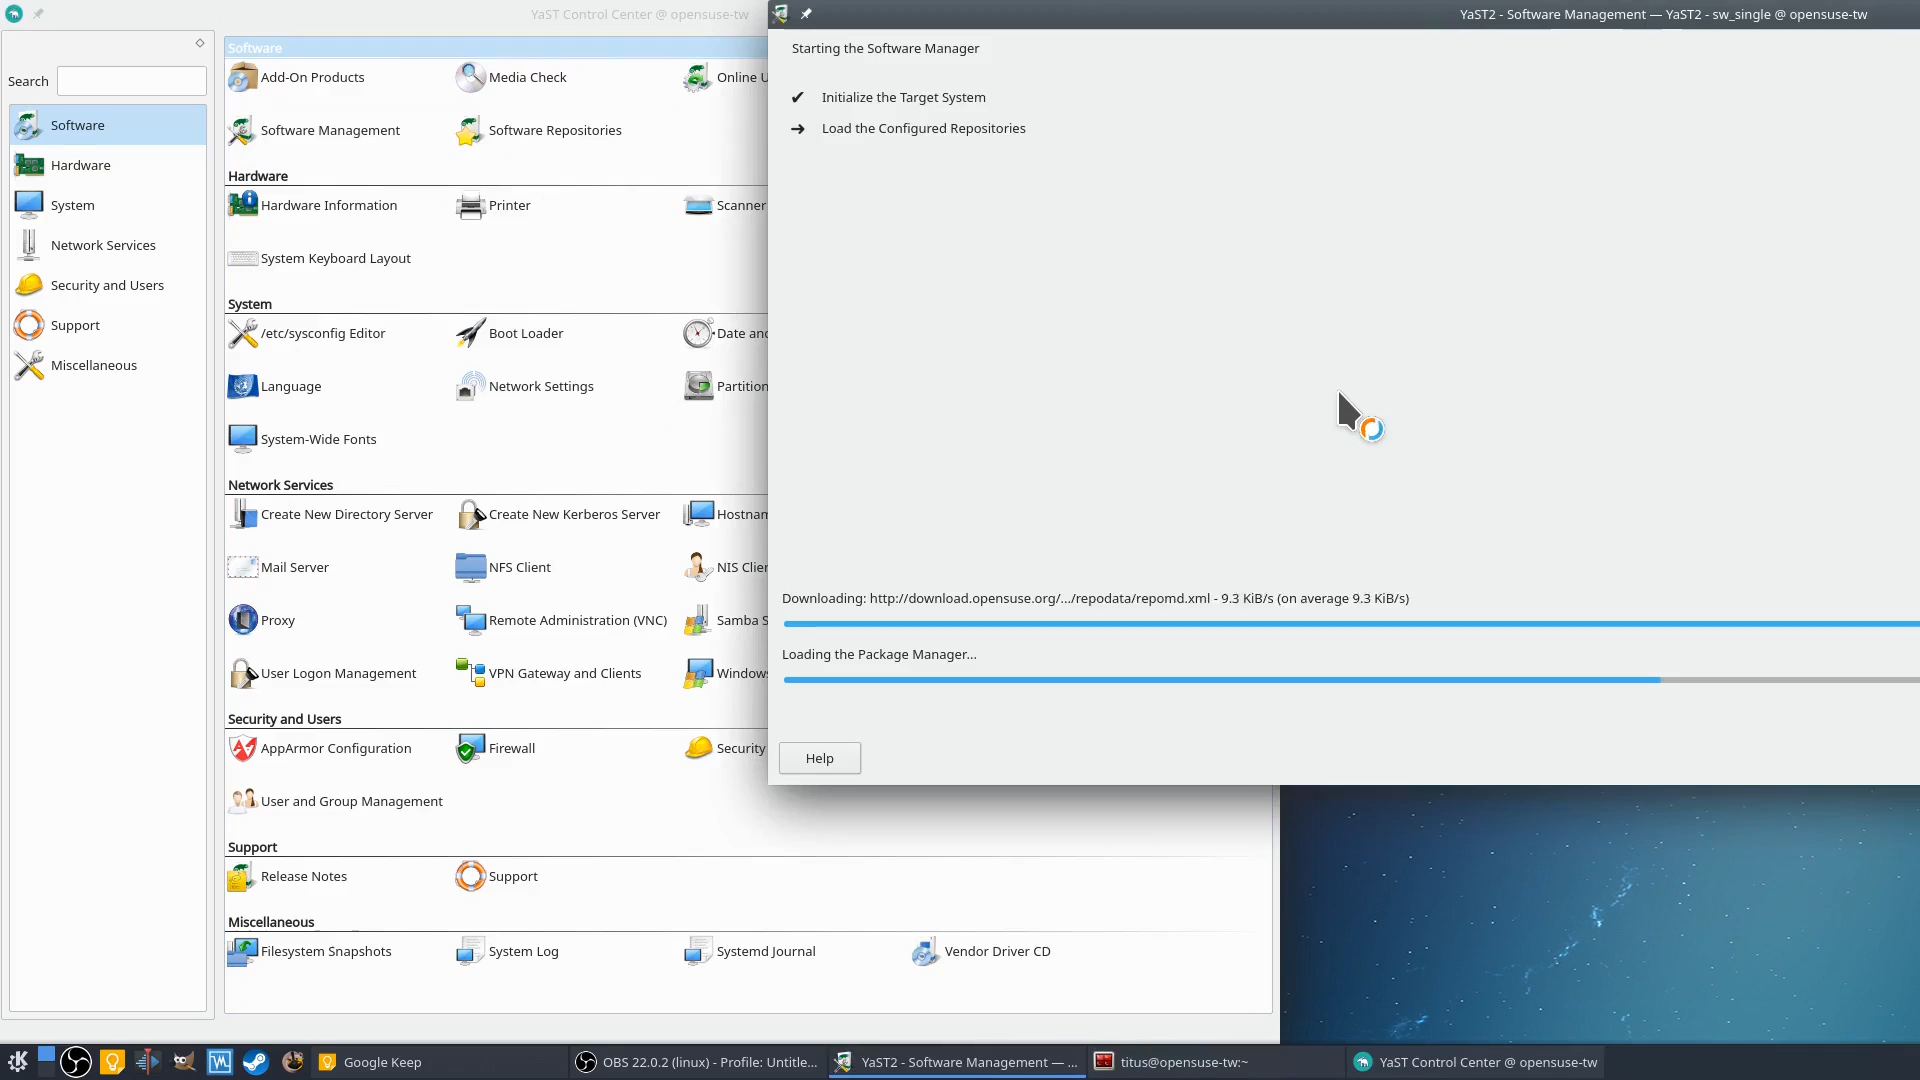 YaST Control Center @ opensuse-tw
YaST2 - Software Management — YaST2 - sw_single @ opensuse-tw
Search
Software
Hardware
System
Network Services
Security and Users
Support
Miscellaneous
Software
Add-On Products
Media Check
Online U
Software Management
Software Repositories
Hardware
Hardware Information
Printer
Scanner
System Keyboard Layout
System
/etc/sysconfig Editor
Boot Loader
Date and
Language
Network Settings
Partition
System-Wide Fonts
Network Services
Create New Directory Server
Create New Kerberos Server
Hostnam
Mail Server
NFS Client
NIS Clien
Proxy
Remote Administration (VNC)
Samba S
User Logon Management
VPN Gateway and Clients
Windows
Security and Users
AppArmor Configuration
Firewall
Security
User and Group Management
Support
Release Notes
Support
Miscellaneous
Filesystem Snapshots
System Log
Systemd Journal
Vendor Driver CD
Starting the Software Manager
✔ Initialize the Target System
➜ Load the Configured Repositories
Downloading: http://download.opensuse.org/.../repodata/repomd.xml - 9.3 KiB/s (on average 9.3 KiB/s)
Loading the Package Manager...
Help
Google Keep
OBS 22.0.2 (linux) - Profile: Untitle...
YaST2 - Software Management — ...
titus@opensuse-tw:~
YaST Control Center @ opensuse-tw